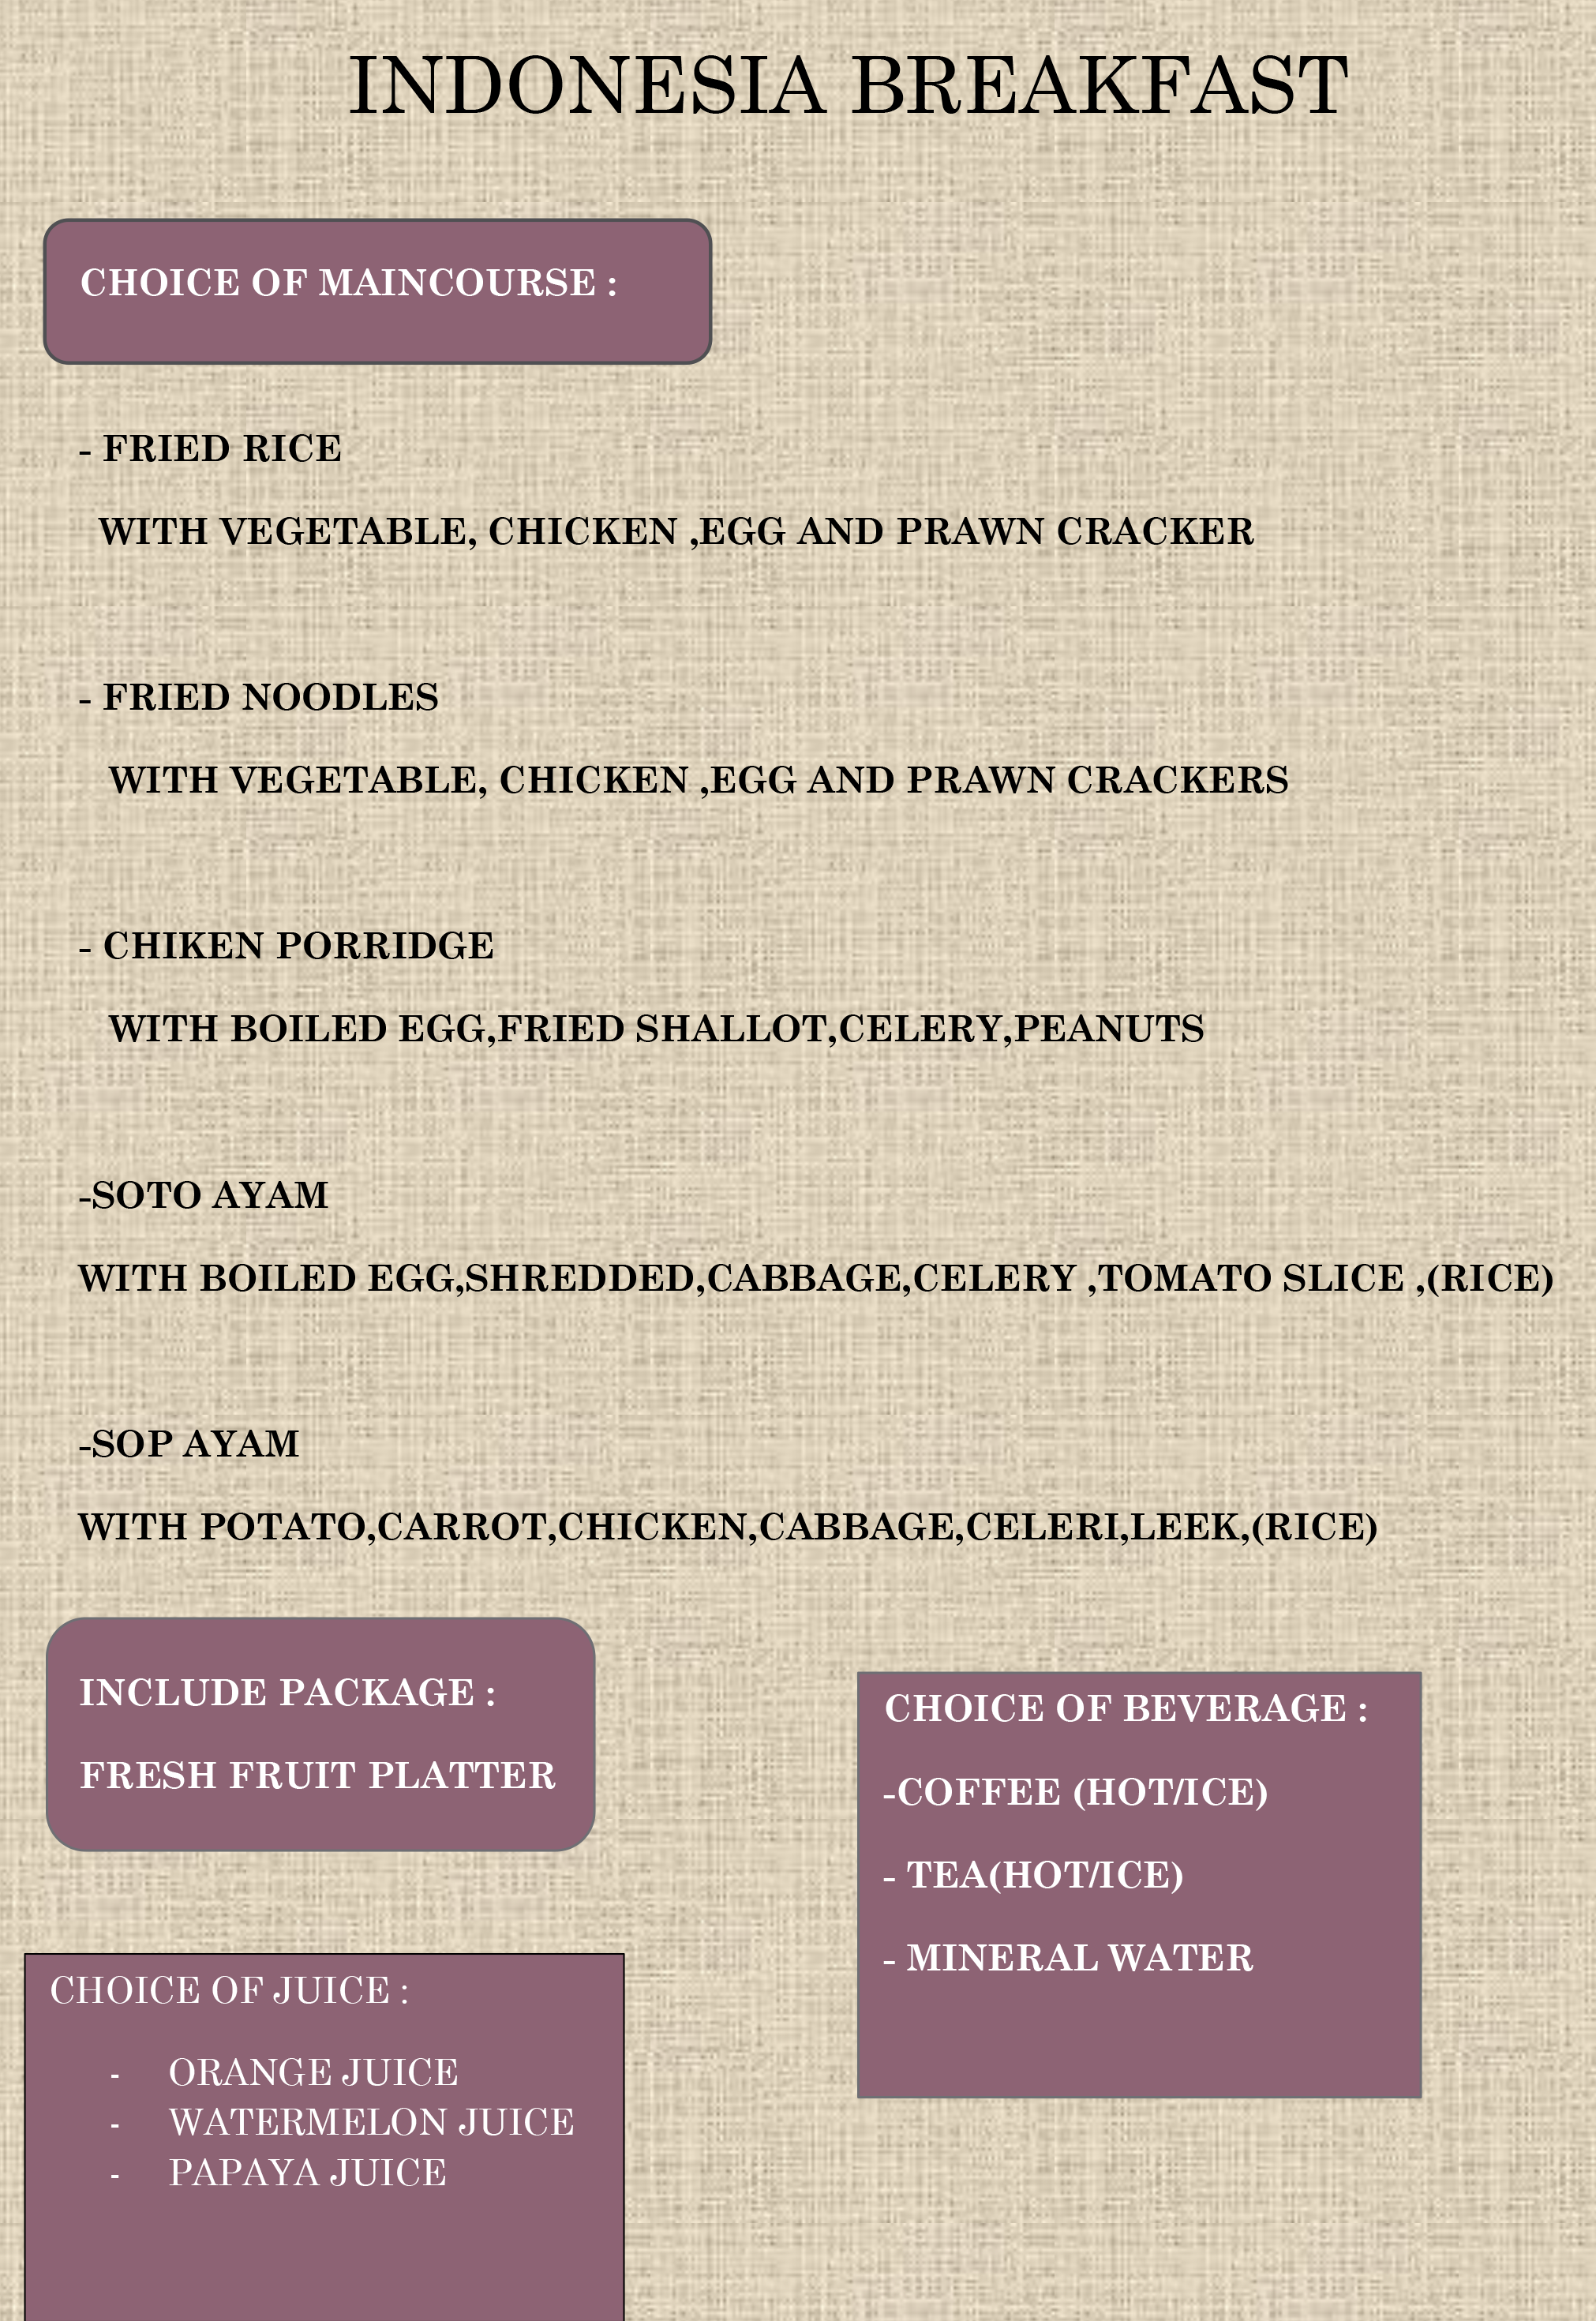 INDONESIA BREAKFAST
CHOICE OF MAINCOURSE :
- FRIED RICE
WITH VEGETABLE, CHICKEN ,EGG AND PRAWN CRACKER
- FRIED NOODLES
WITH VEGETABLE, CHICKEN ,EGG AND PRAWN CRACKERS
- CHIKEN PORRIDGE
WITH BOILED EGG,FRIED SHALLOT,CELERY,PEANUTS
-SOTO AYAM
WITH BOILED EGG,SHREDDED,CABBAGE,CELERY ,TOMATO SLICE ,(RICE)
-SOP AYAM
WITH POTATO,CARROT,CHICKEN,CABBAGE,CELERI,LEEK,(RICE)
INCLUDE PACKAGE :
FRESH FRUIT PLATTER
CHOICE OF BEVERAGE :
-COFFEE (HOT/ICE)
- TEA(HOT/ICE)
- MINERAL WATER
CHOICE OF JUICE :
- ORANGE JUICE
- WATERMELON JUICE
- PAPAYA JUICE